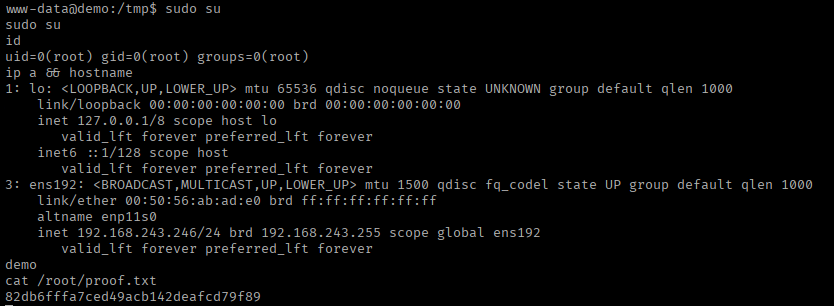 www-data@demo:/tmp$ sudo su
sudo su
id
uid=0(root) gid=0(root) groups=0(root)
ip a && hostname
1: lo: <LOOPBACK,UP,LOWER_UP> mtu 65536 qdisc noqueue state UNKNOWN group default qlen 1000
    link/loopback 00:00:00:00:00:00 brd 00:00:00:00:00:00
    inet 127.0.0.1/8 scope host lo
       valid_lft forever preferred_lft forever
    inet6 ::1/128 scope host
       valid_lft forever preferred_lft forever
3: ens192: <BROADCAST,MULTICAST,UP,LOWER_UP> mtu 1500 qdisc fq_codel state UP group default qlen 1000
    link/ether 00:50:56:ab:ad:e0 brd ff:ff:ff:ff:ff:ff
    altname enp11s0
    inet 192.168.243.246/24 brd 192.168.243.255 scope global ens192
       valid_lft forever preferred_lft forever
demo
cat /root/proof.txt
82db6fffa7ced49acb142deafcd79f89